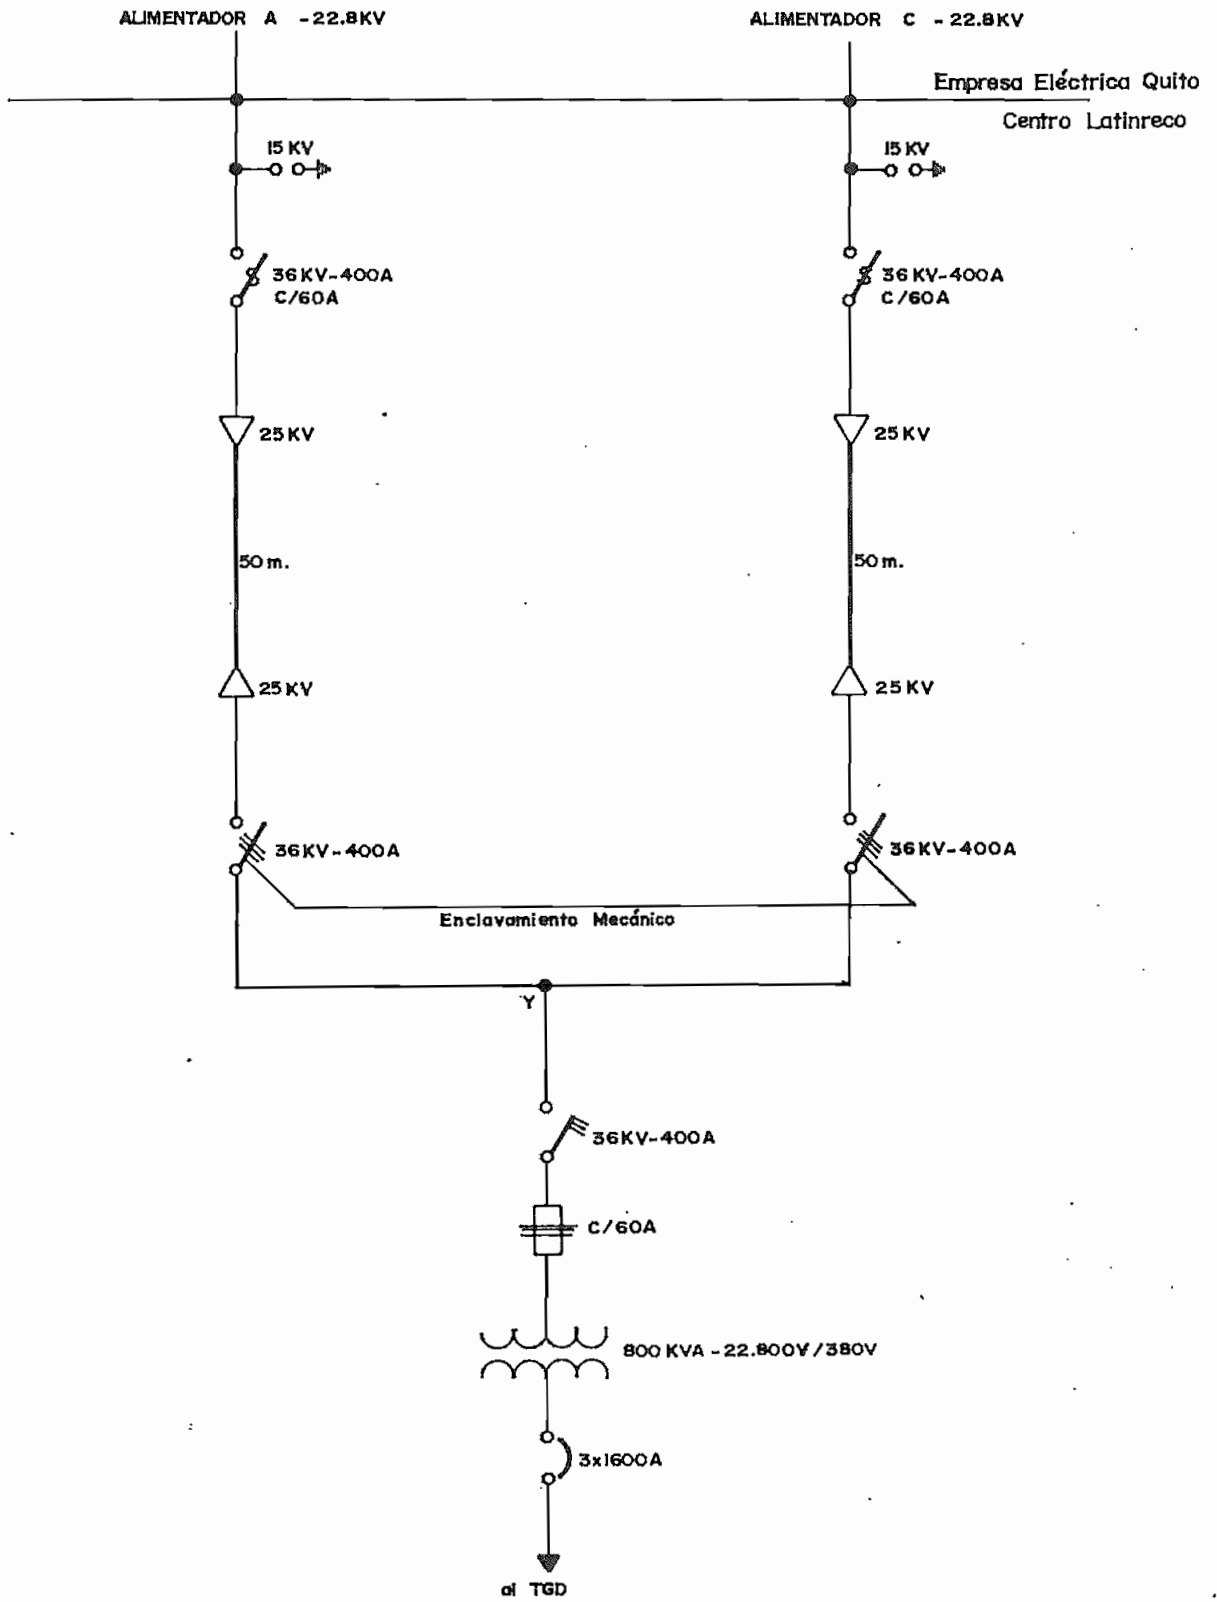 ALIMENTADOR A - 22.8KV
ALIMENTADOR C - 22.8KV
Empresa Eléctrica Quito
Centro Latinreco
15 KV
15 KV
36KV-400A
C/60A
36KV-400A
C/60A
25KV
25KV
50m.
50m.
25KV
25KV
36KV-400A
36KV-400A
Enclavamiento Mecánico
Y
36KV-400A
C/60A
800 KVA - 22.800V/380V
3x1600A
al TGD